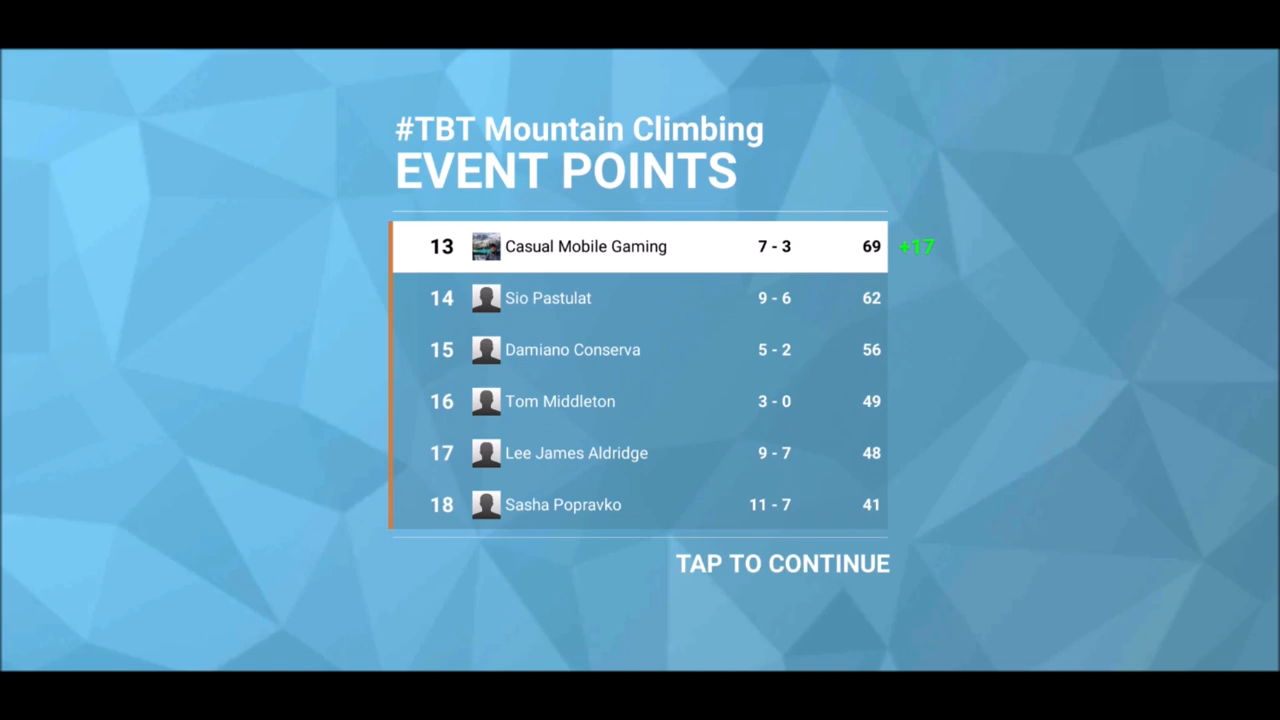 #TBT Mountain Climbing
EVENT POINTS
13 Casual Mobile Gaming 7 - 3 69 +17
14 Sio Pastulat 9 - 6 62
15 Damiano Conserva 5 - 2 56
16 Tom Middleton 3 - 0 49
17 Lee James Aldridge 9 - 7 48
18 Sasha Popravko 11 - 7 41
TAP TO CONTINUE